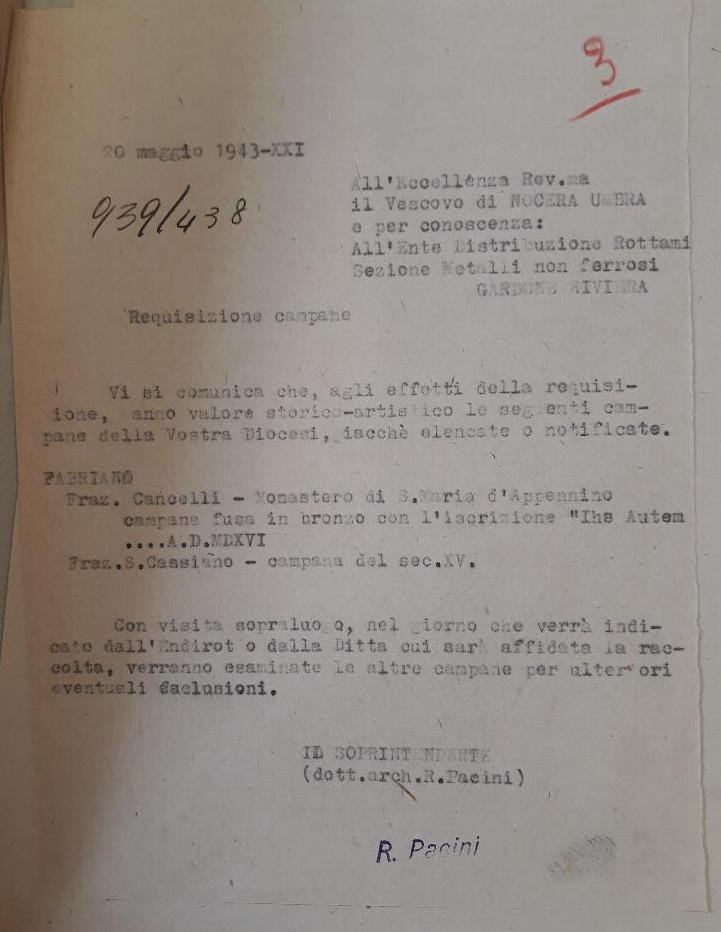 3
20 maggio 1943-XXI
939/438
All'Eccellenza Rev.ma
il Vescovo di NOCERA UMBRA
e per conoscenza:
All'Ente Distribuzione Rottami
Sezione Metalli non ferrosi
GARDONE RIVIERA
Requisizione campane
Vi si comunica che, agli effetti della requisi-
ione, anno valore storico-artistico le seguenti cam-
pane della Vostra Diocesi, iacchè elencate o notificate.
FABRIANO
Fraz. Cancelli - Monastero di S.Maria d'Appennino
campana fusa in bronzo con l'iscrizione "Ihs Autem
....A.D.MDXVI
Fraz.S.Cassiano - campana del sec.XV.
Con visita sopraluogo, nel giorno che verrà indi-
cato dall'Endirot o dalla Ditta cui sarà affidata la rac-
colta, verranno esaminate le altre campane per ulteriori
eventuali
IL SOPRINTENDENTE
(dott.arch.R.Pacini)
R. Pacini